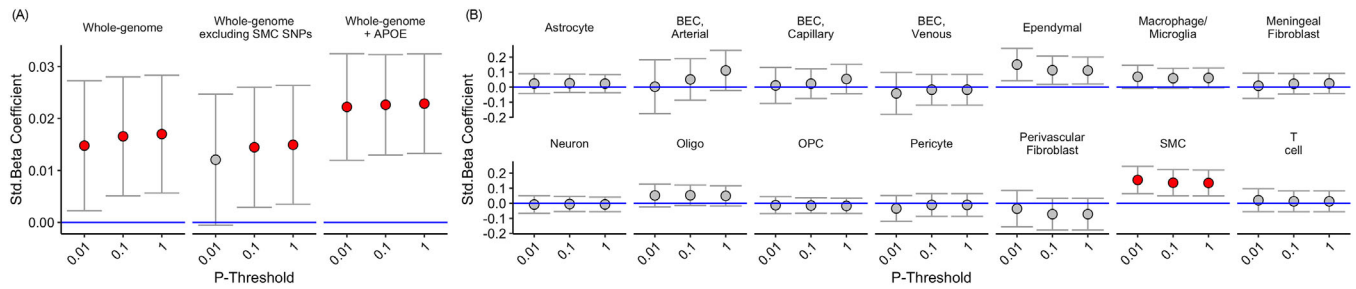 (A)
Whole-genome
Whole-genome
excluding SMC SNPs
Whole-genome
+ APOE
Std.Beta Coefficient
0.03
0.02
0.01
0.00
0.01
0.1
1
0.01
0.1
1
0.01
0.1
1
P-Threshold
(B)
Astrocyte
BEC,
Arterial
BEC,
Capillary
BEC,
Venous
Ependymal
Macrophage/
Microglia
Meningeal
Fibroblast
Std.Beta Coefficient
0.2
0.1
0.0
-0.1
-0.2
Neuron
Oligo
OPC
Pericyte
Perivascular
Fibroblast
SMC
T
cell
0.2
0.1
0.0
-0.1
-0.2
0.01
0.1
1
0.01
0.1
1
0.01
0.1
1
0.01
0.1
1
0.01
0.1
1
0.01
0.1
1
0.01
0.1
1
P-Threshold